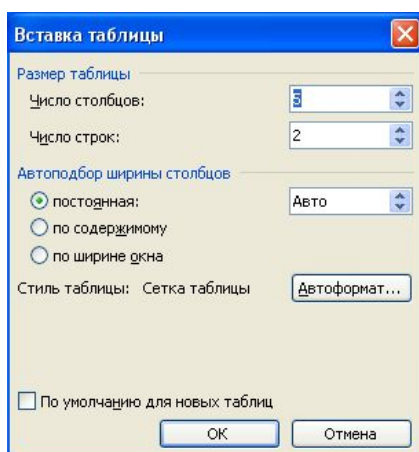 Вставка таблицы
Размер таблицы
Число столбцов: 5
Число строк: 2
Автоподбор ширины столбцов
постоянная: Авто
по содержимому
по ширине окна
Стиль таблицы: Сетка таблицы Автоформат...
По умолчанию для новых таблиц
ОК Отмена